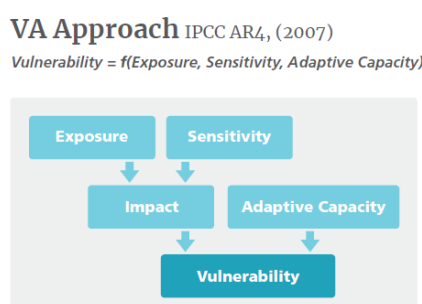 VA Approach IPCC AR4, (2007)
Vulnerability = f(Exposure, Sensitivity, Adaptive Capacity)
Exposure
Sensitivity
Impact
Adaptive Capacity
Vulnerability